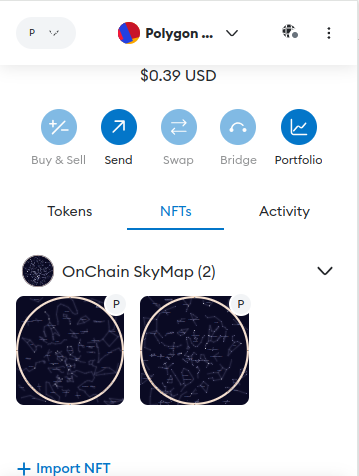 P
Polygon ...
$0.39 USD
Buy & Sell
Send
Swap
Bridge
Portfolio
Tokens
NFTs
Activity
OnChain SkyMap (2)
P
P
+ Import NFT